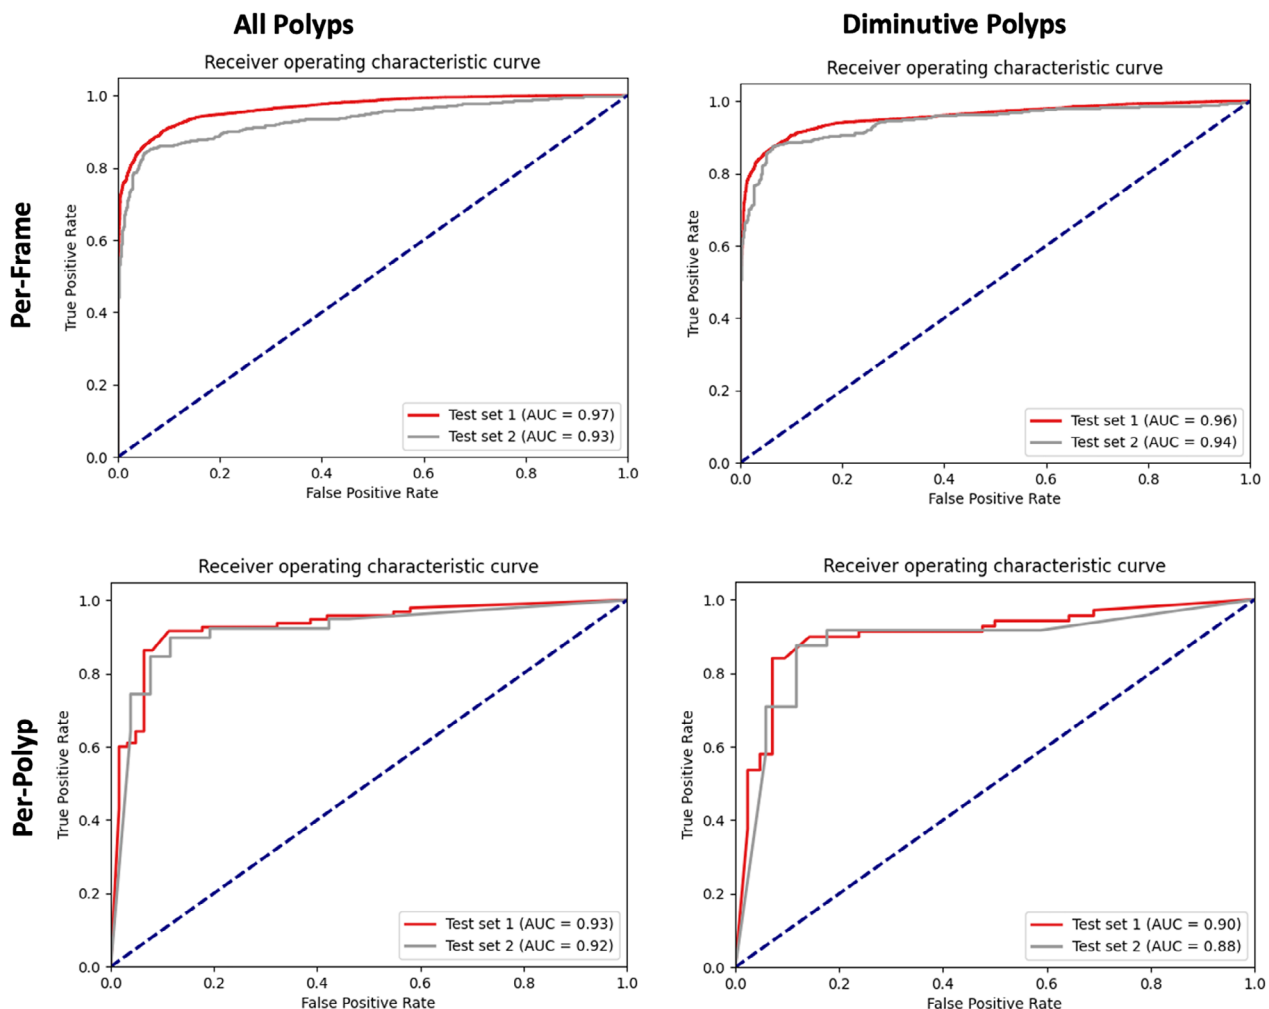 All Polyps
Diminutive Polyps
Per-Frame
Receiver operating characteristic curve
1.0
0.8
0.6
0.4
0.2
0.0
True Positive Rate
Test set 1 (AUC = 0.97)
Test set 2 (AUC = 0.93)
0.0 0.2 0.4 0.6 0.8 1.0
False Positive Rate
Receiver operating characteristic curve
1.0
0.8
0.6
0.4
0.2
0.0
True Positive Rate
Test set 1 (AUC = 0.96)
Test set 2 (AUC = 0.94)
0.0 0.2 0.4 0.6 0.8 1.0
False Positive Rate
Per-Polyp
Receiver operating characteristic curve
1.0
0.8
0.6
0.4
0.2
0.0
True Positive Rate
Test set 1 (AUC = 0.93)
Test set 2 (AUC = 0.92)
0.0 0.2 0.4 0.6 0.8 1.0
False Positive Rate
Receiver operating characteristic curve
1.0
0.8
0.6
0.4
0.2
0.0
True Positive Rate
Test set 1 (AUC = 0.90)
Test set 2 (AUC = 0.88)
0.0 0.2 0.4 0.6 0.8 1.0
False Positive Rate